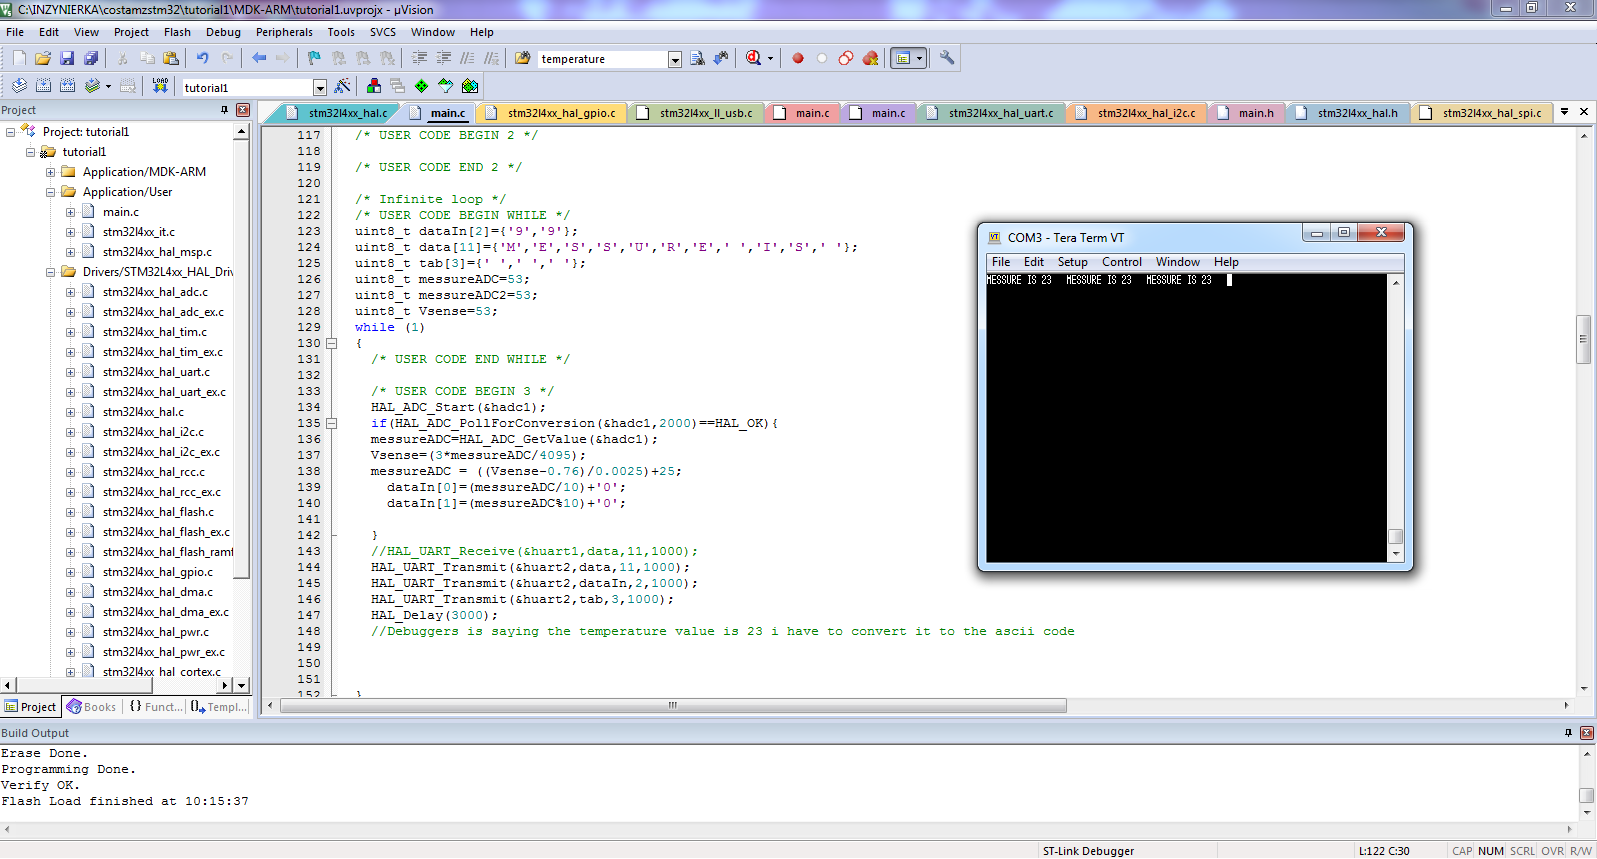 C:\INZYNIERKA\costamzstm32\tutorial1\MDK-ARM\tutorial1.uvprojx - µVision
File Edit View Project Flash Debug Peripherals Tools SVCS Window Help
temperature
LOAD
tutorial1
Project
stm32l4xx_hal.c main.c stm32l4xx_hal_gpio.c stm32l4xx_ll_usb.c main.c main.c stm32l4xx_hal_uart.c stm32l4xx_hal_i2c.c main.h stm32l4xx_hal.h stm32l4xx_hal_spi.c
Project: tutorial1
tutorial1
Application/MDK-ARM
Application/User
main.c
stm32l4xx_it.c
stm32l4xx_hal_msp.c
Drivers/STM32L4xx_HAL_Driv
stm32l4xx_hal_adc.c
stm32l4xx_hal_adc_ex.c
stm32l4xx_hal_tim.c
stm32l4xx_hal_tim_ex.c
stm32l4xx_hal_uart.c
stm32l4xx_hal_uart_ex.c
stm32l4xx_hal.c
stm32l4xx_hal_i2c.c
stm32l4xx_hal_i2c_ex.c
stm32l4xx_hal_rcc.c
stm32l4xx_hal_rcc_ex.c
stm32l4xx_hal_flash.c
stm32l4xx_hal_flash_ex.c
stm32l4xx_hal_flash_ramf
stm32l4xx_hal_gpio.c
stm32l4xx_hal_dma.c
stm32l4xx_hal_dma_ex.c
stm32l4xx_hal_pwr.c
stm32l4xx_hal_pwr_ex.c
stm32l4xx_hal_cortex.c
Project Books {} Funct... Templ...
117 /* USER CODE BEGIN 2 */
118
119 /* USER CODE END 2 */
120
121 /* Infinite loop */
122 /* USER CODE BEGIN WHILE */
123 uint8_t dataIn[2]={'9','9'};
124 uint8_t data[11]={'M','E','S','S','U','R','E',' ','I','S',' '};
125 uint8_t tab[3]={' ',' ',' '};
126 uint8_t messureADC=53;
127 uint8_t messureADC2=53;
128 uint8_t Vsense=53;
129 while (1)
130 {
131 /* USER CODE END WHILE */
132
133 /* USER CODE BEGIN 3 */
134 HAL_ADC_Start(&hadc1);
135 if(HAL_ADC_PollForConversion(&hadc1,2000)==HAL_OK){
136 messureADC=HAL_ADC_GetValue(&hadc1);
137 Vsense=(3*messureADC/4095);
138 messureADC = ((Vsense-0.76)/0.0025)+25;
139 dataIn[0]=(messureADC/10)+'0';
140 dataIn[1]=(messureADC%10)+'0';
141
142 }
143 //HAL_UART_Receive(&huart1,data,11,1000);
144 HAL_UART_Transmit(&huart2,data,11,1000);
145 HAL_UART_Transmit(&huart2,dataIn,2,1000);
146 HAL_UART_Transmit(&huart2,tab,3,1000);
147 HAL_Delay(3000);
148 //Debuggers is saying the temperature value is 23 i have to convert it to the ascii code
149
150
151
152 }
COM3 - Tera Term VT
File Edit Setup Control Window Help
MESSURE IS 23 MESSURE IS 23 MESSURE IS 23
Build Output
Erase Done.
Programming Done.
Verify OK.
Flash Load finished at 10:15:37
ST-Link Debugger L:122 C:30 CAP NUM SCRL OVR R/W